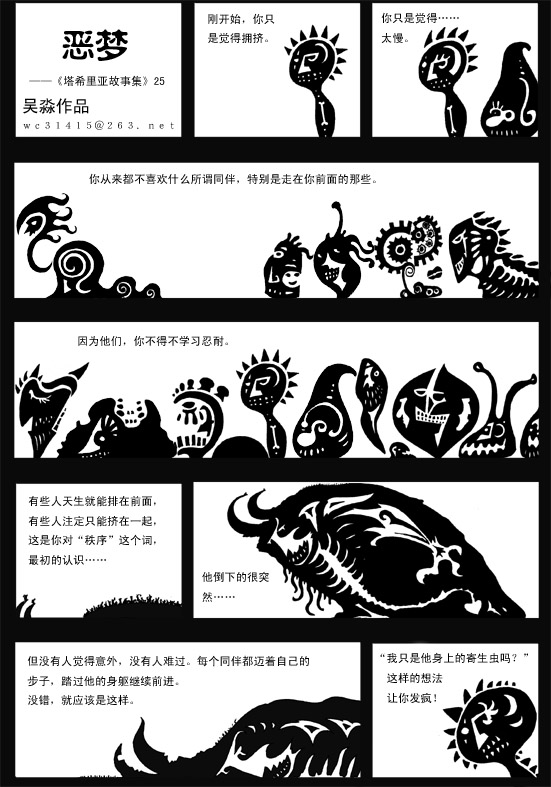 恶梦
——《塔希里亚故事集》25
吴淼作品
wc31415@263.net
刚开始，你只
是觉得拥挤。
你只是觉得……
太慢。
你从来都不喜欢什么所谓同伴，特别是走在你前面的那些。
因为他们，你不得不学习忍耐。
有些人天生就能排在前面，
有些人注定只能挤在一起，
这是你对“秩序”这个词，
最初的认识……
他倒下的很突
然……
但没有人觉得意外，没有人难过。每个同伴都迈着自己的
步子，踏过他的身躯继续前进。
没错，就应该是这样。
“我只是他身上的寄生虫吗？”
这样的想法
让你发疯！